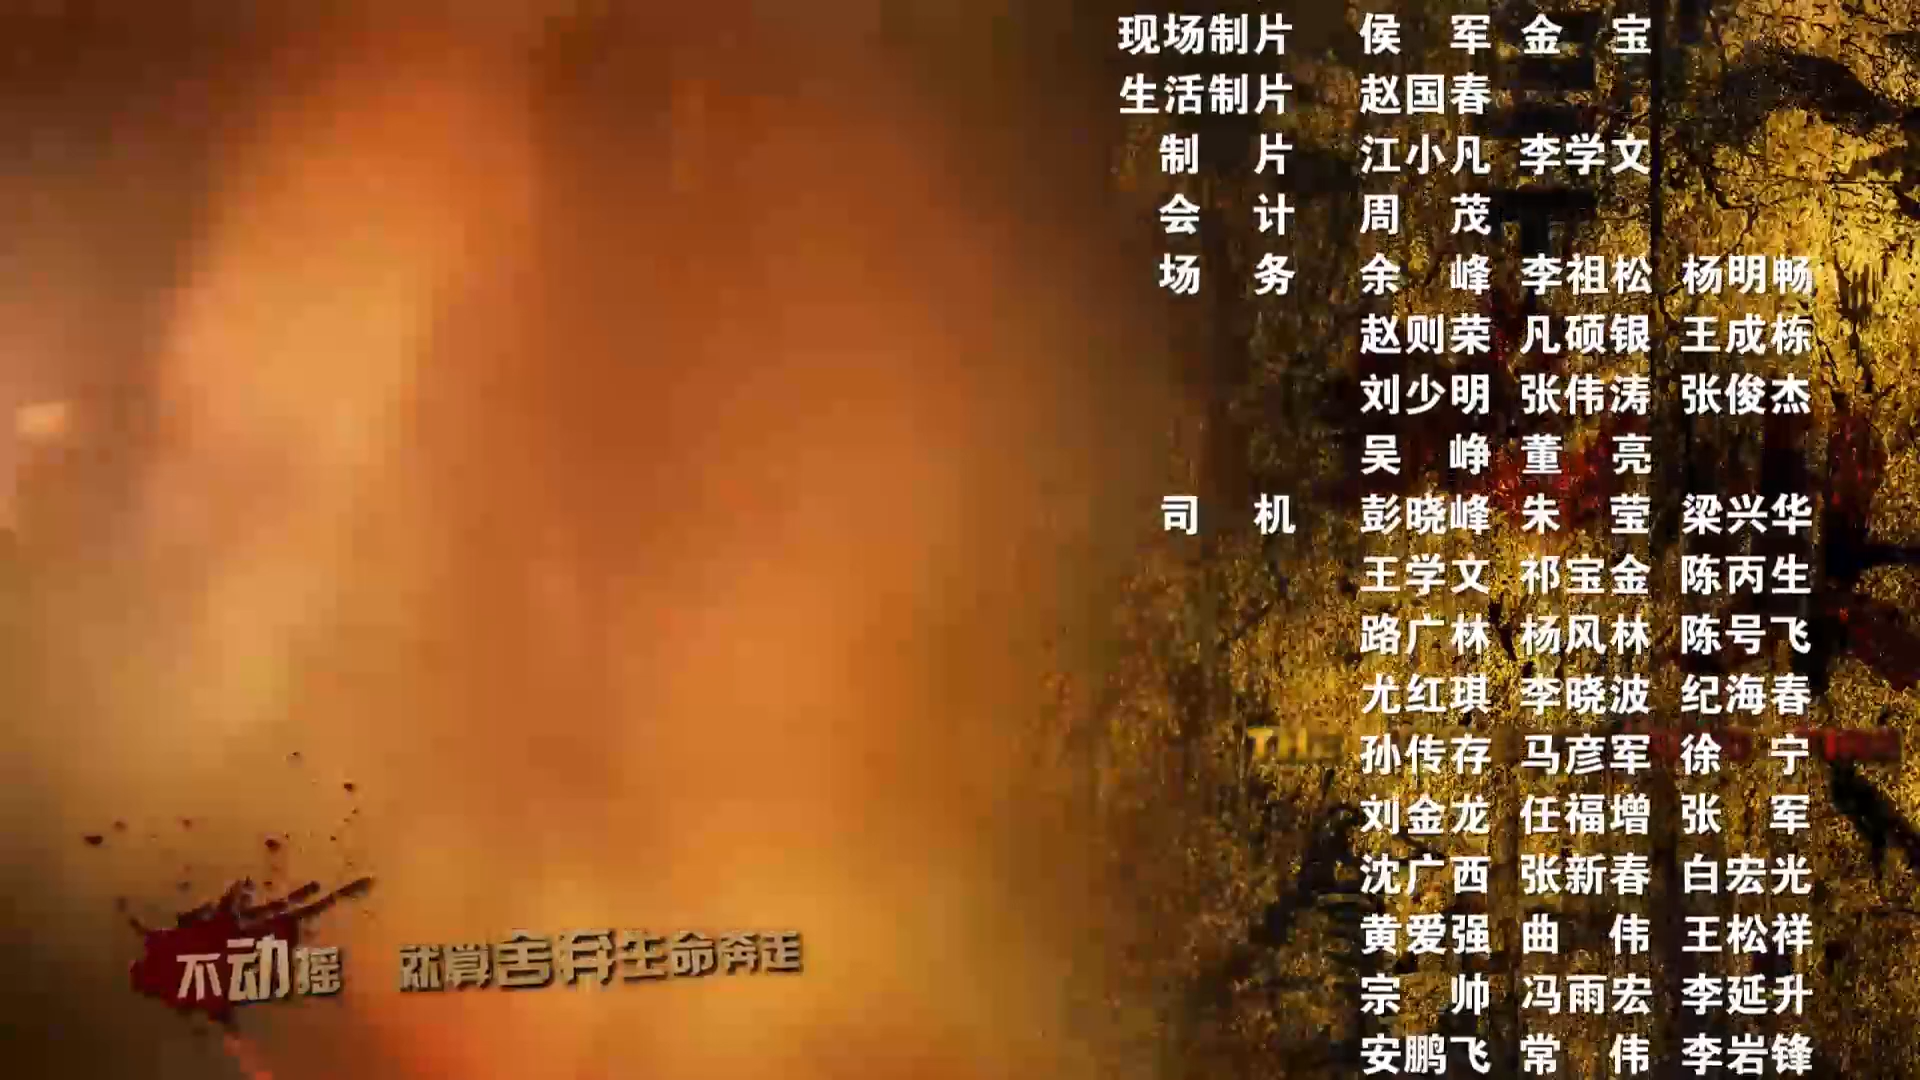 现场制片 侯军 金宝
生活制片 赵国春
制片 江小凡 李学文
会计 周茂
场务 余峰 李祖松 杨明畅
赵则荣 凡硕银 王成栋
刘少明 张伟涛 张俊杰
吴峥 董亮
司机 彭晓峰 朱莹 梁兴华
王学文 祁宝金 陈丙生
路广林 杨风林 陈号飞
尤红琪 李晓波 纪海春
孙传存 马彦军 徐宁
刘金龙 任福增 张军
沈广西 张新春 白宏光
黄爱强 曲伟 王松祥
宗帅 冯雨宏 李延升
安鹏飞 常伟 李岩锋
不动摇 就算舍弃生命奔走